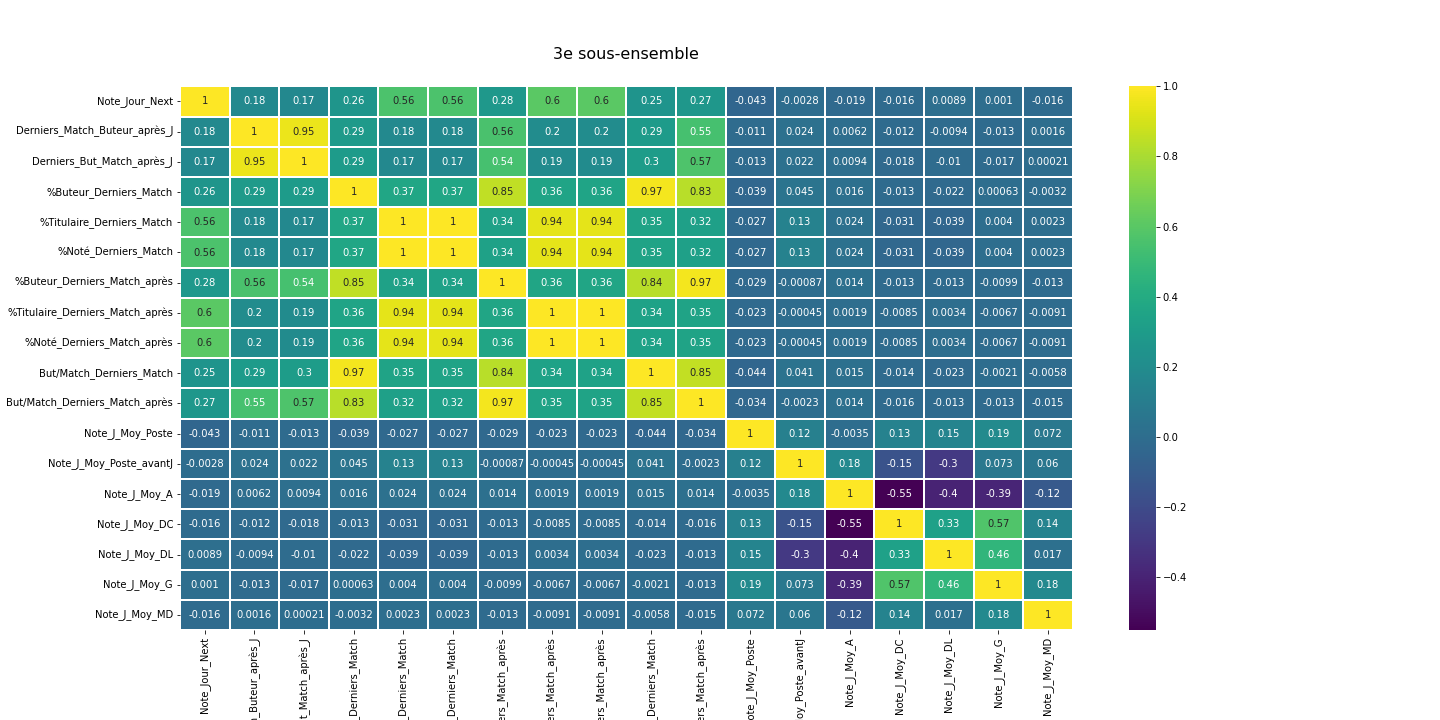 3e sous-ensemble
Note_Jour_Next 1 0.18 0.17 0.26 0.56 0.56 0.28 0.6 0.6 0.25 0.27 -0.043 -0.0028 -0.019 -0.016 0.0089 0.001 -0.016
Derniers_Match_Buteur_après_J 0.18 1 0.95 0.29 0.18 0.18 0.56 0.2 0.2 0.29 0.55 -0.011 0.024 0.0062 -0.012 -0.0094 -0.013 0.0016
Derniers_But_Match_après_J 0.17 0.95 1 0.29 0.17 0.17 0.54 0.19 0.19 0.3 0.57 -0.013 0.022 0.0094 -0.018 -0.01 -0.017 0.00021
%Buteur_Derniers_Match 0.26 0.29 0.29 1 0.37 0.37 0.85 0.36 0.36 0.97 0.83 -0.039 0.045 0.016 -0.013 -0.022 0.00063 -0.0032
%Titulaire_Derniers_Match 0.56 0.18 0.17 0.37 1 1 0.34 0.94 0.94 0.35 0.32 -0.027 0.13 0.024 -0.031 -0.039 0.004 0.0023
%Noté_Derniers_Match 0.56 0.18 0.17 0.37 1 1 0.34 0.94 0.94 0.35 0.32 -0.027 0.13 0.024 -0.031 -0.039 0.004 0.0023
%Buteur_Derniers_Match_après 0.28 0.56 0.54 0.85 0.34 0.34 1 0.36 0.36 0.84 0.97 -0.029 -0.00087 0.014 -0.013 -0.013 -0.0099 -0.013
%Titulaire_Derniers_Match_après 0.6 0.2 0.19 0.36 0.94 0.94 0.36 1 1 0.34 0.35 -0.023 -0.00045 0.0019 -0.0085 0.0034 -0.0067 -0.0091
%Noté_Derniers_Match_après 0.6 0.2 0.19 0.36 0.94 0.94 0.36 1 1 0.34 0.35 -0.023 -0.00045 0.0019 -0.0085 0.0034 -0.0067 -0.0091
But/Match_Derniers_Match 0.25 0.29 0.3 0.97 0.35 0.35 0.84 0.34 0.34 1 0.85 -0.044 0.041 0.015 -0.014 -0.023 -0.0021 -0.0058
But/Match_Derniers_Match_après 0.27 0.55 0.57 0.83 0.32 0.32 0.97 0.35 0.35 0.85 1 -0.034 -0.0023 0.014 -0.016 -0.013 -0.013 -0.015
Note_J_Moy_Poste -0.043 -0.011 -0.013 -0.039 -0.027 -0.027 -0.029 -0.023 -0.023 -0.044 -0.034 1 0.12 -0.0035 0.13 0.15 0.19 0.072
Note_J_Moy_Poste_avantJ -0.0028 0.024 0.022 0.045 0.13 0.13 -0.00087 -0.00045 -0.00045 0.041 -0.0023 0.12 1 0.18 -0.15 -0.3 0.073 0.06
Note_J_Moy_A -0.019 0.0062 0.0094 0.016 0.024 0.024 0.014 0.0019 0.0019 0.015 0.014 -0.0035 0.18 1 -0.55 -0.4 -0.39 -0.12
Note_J_Moy_DC -0.016 -0.012 -0.018 -0.013 -0.031 -0.031 -0.013 -0.0085 -0.0085 -0.014 -0.016 0.13 -0.15 -0.55 1 0.33 0.57 0.14
Note_J_Moy_DL 0.0089 -0.0094 -0.01 -0.022 -0.039 -0.039 -0.013 0.0034 0.0034 -0.023 -0.013 0.15 -0.3 -0.4 0.33 1 0.46 0.017
Note_J_Moy_G 0.001 -0.013 -0.017 0.00063 0.004 0.004 -0.0099 -0.0067 -0.0067 -0.0021 -0.013 0.19 0.073 -0.39 0.57 0.46 1 0.18
Note_J_Moy_MD -0.016 0.0016 0.00021 -0.0032 0.0023 0.0023 -0.013 -0.0091 -0.0091 -0.0058 -0.015 0.072 0.06 -0.12 0.14 0.017 0.18 1
Note_Jour_Next
_Buteur_après_J
t_Match_après_J
_Derniers_Match
_Derniers_Match
_Derniers_Match
ers_Match_après
ers_Match_après
ers_Match_après
_Derniers_Match
ers_Match_après
ote_J_Moy_Poste
oy_Poste_avantJ
Note_J_Moy_A
Note_J_Moy_DC
Note_J_Moy_DL
Note_J_Moy_G
Note_J_Moy_MD
1.0
0.8
0.6
0.4
0.2
0.0
−0.2
−0.4